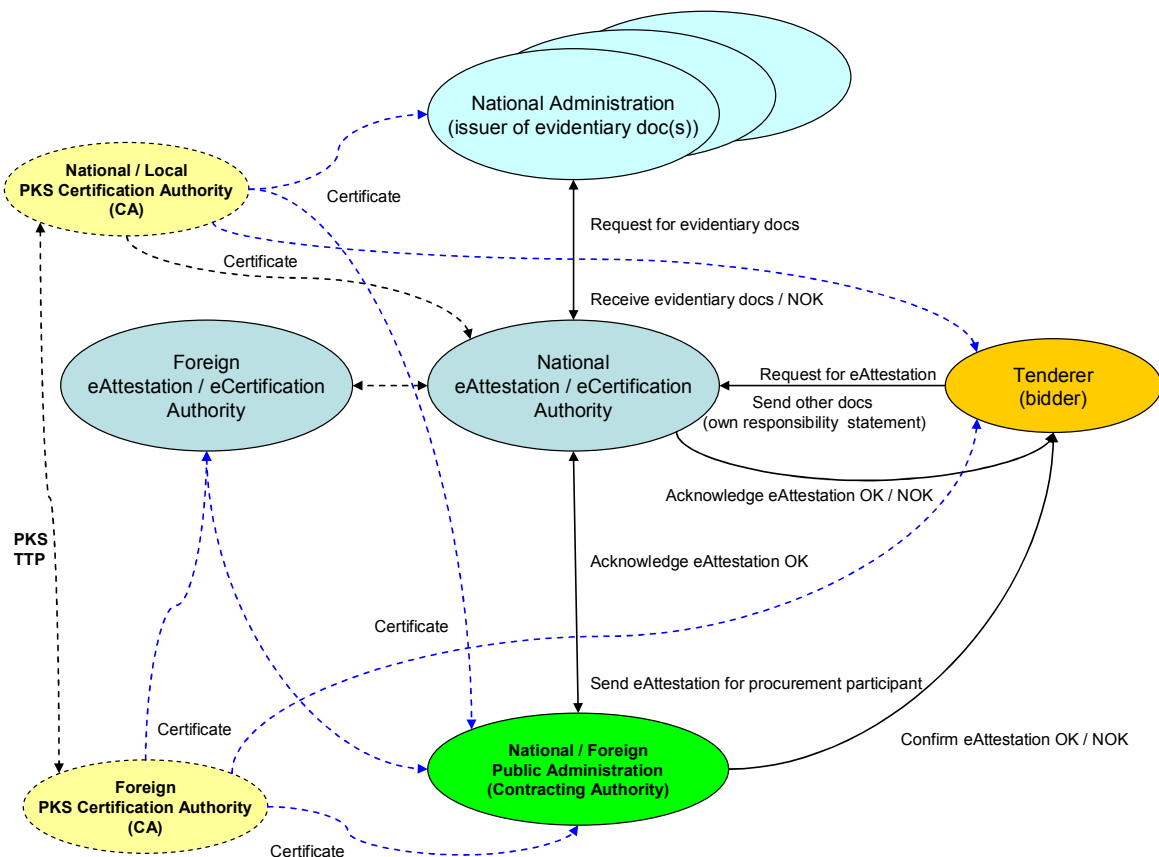 National Administration
(issuer of evidentiary doc(s))
National / Local
PKS Certification Authority
(CA)
Certificate
Request for evidentiary docs
Certificate
Receive evidentiary docs / NOK
Foreign
eAttestation / eCertification
Authority
National
eAttestation / eCertification
Authority
Request for eAttestation
Send other docs
(own responsibility statement)
Tenderer
(bidder)
Acknowledge eAttestation OK / NOK
PKS
TTP
Acknowledge eAttestation OK
Certificate
Send eAttestation for procurement participant
Certificate
Confirm eAttestation OK / NOK
National / Foreign
Public Administration
(Contracting Authority)
Foreign
PKS Certification Authority
(CA)
Certificate